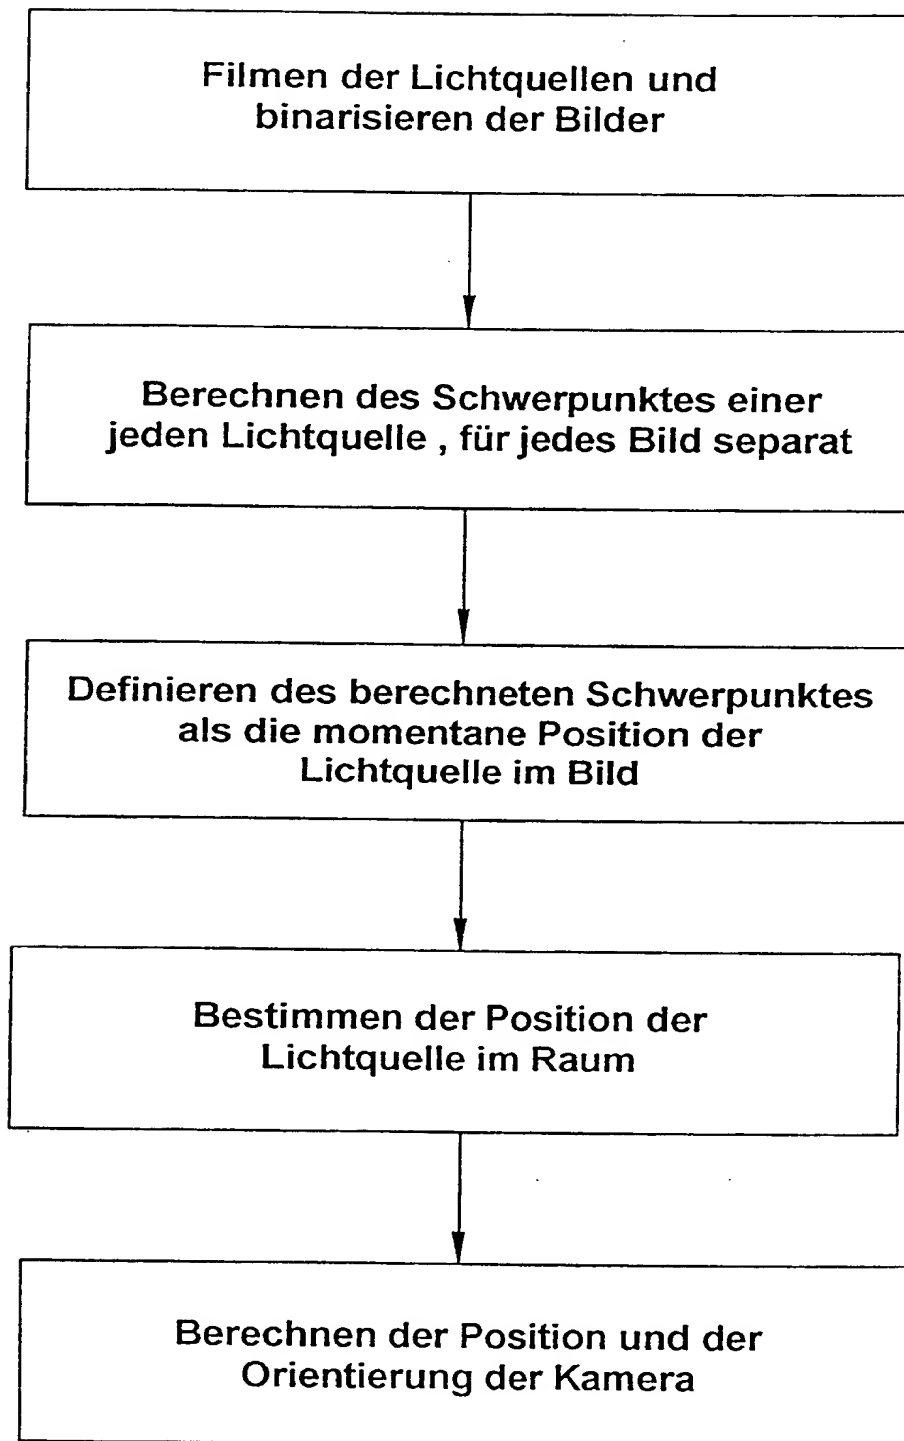 Filmen der Lichtquellen und
binarisieren der Bilder
Berechnen des Schwerpunktes einer
jeden Lichtquelle , für jedes Bild separat
Definieren des berechneten Schwerpunktes
als die momentane Position der
Lichtquelle im Bild
Bestimmen der Position der
Lichtquelle im Raum
Berechnen der Position und der
Orientierung der Kamera